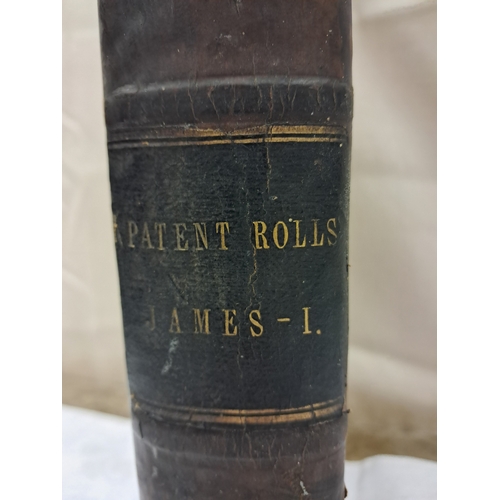 PATENT ROLLS
JAMES - I.